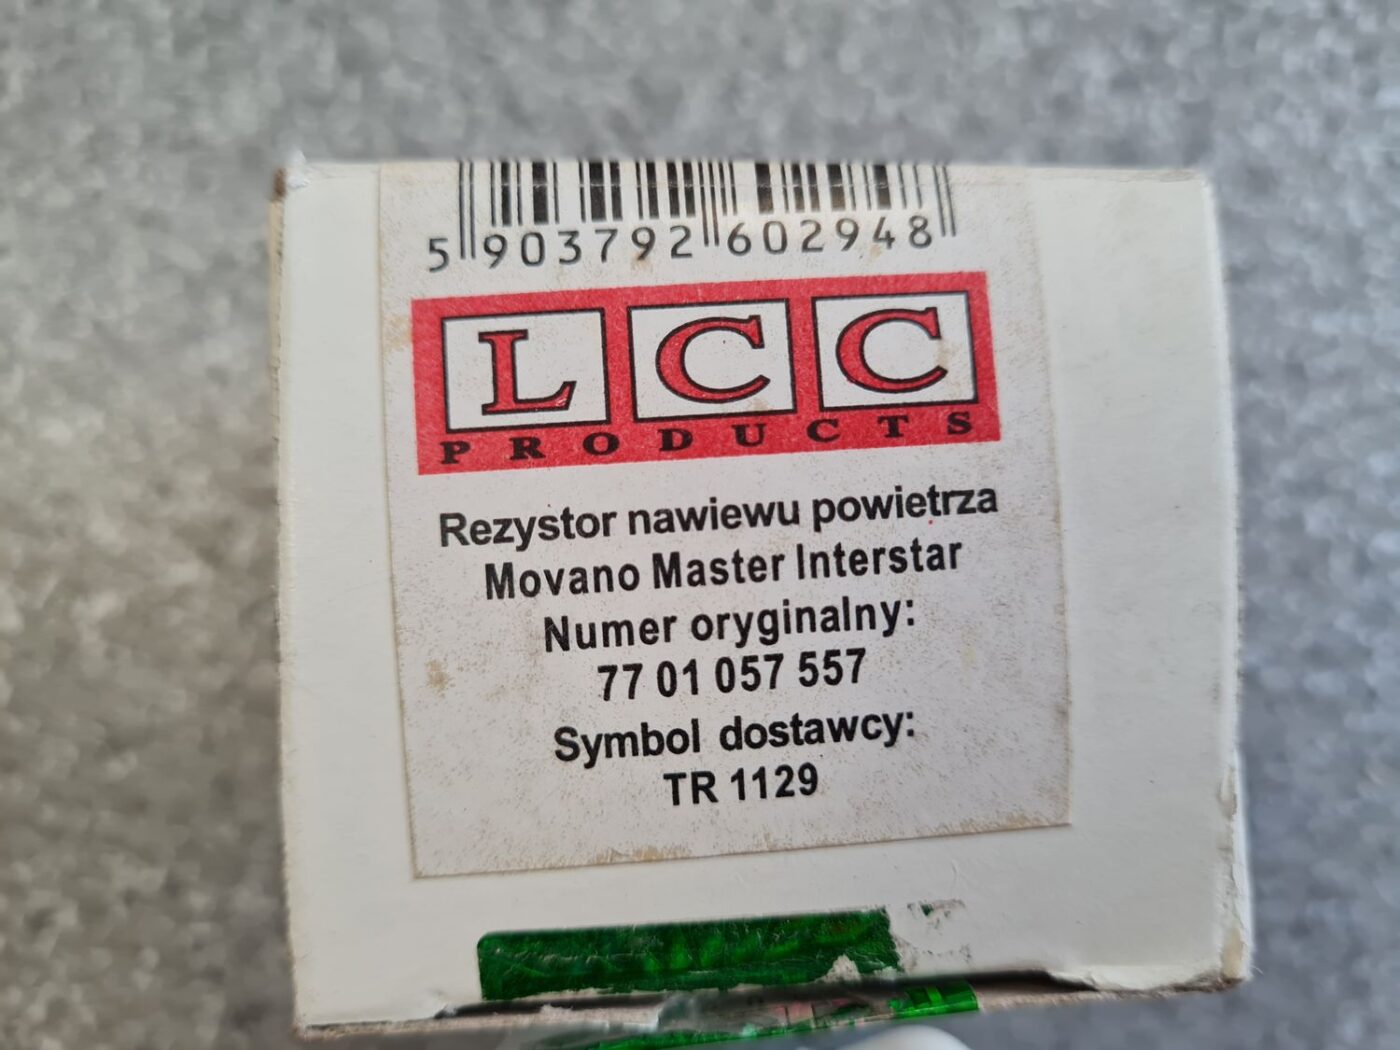 5 903792 602948
LCC
PRODUCTS
Rezystor nawiewu powietrza
Movano Master Interstar
Numer oryginalny:
77 01 057 557
Symbol dostawcy:
TR 1129